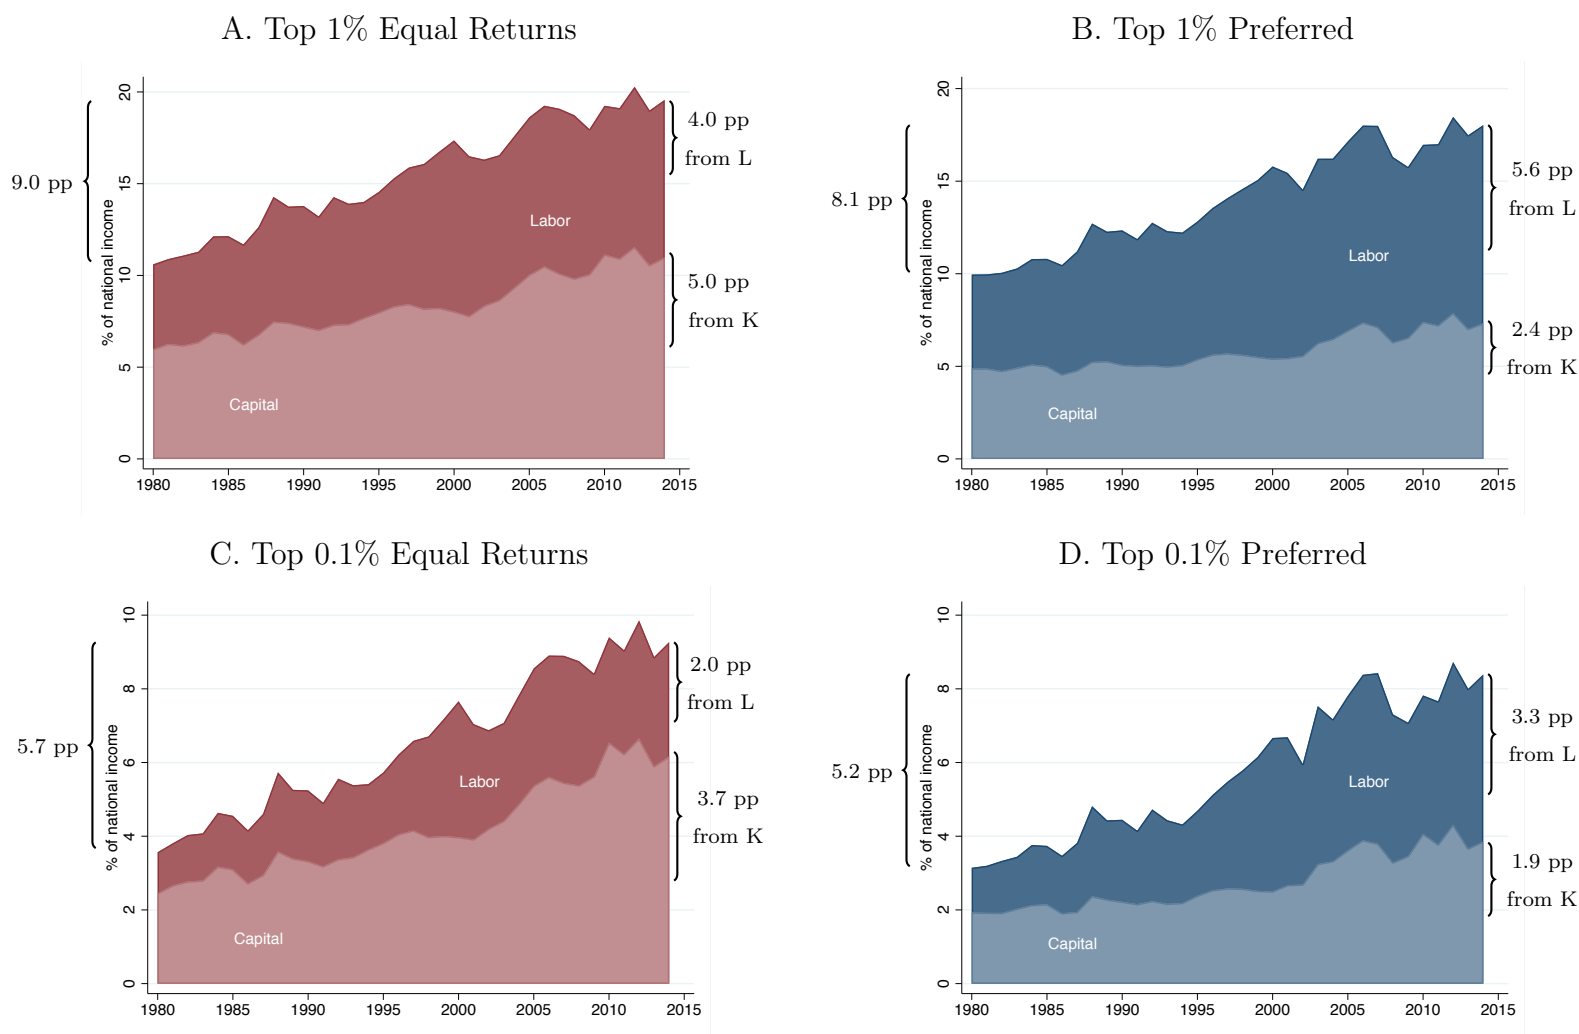 A. Top 1% Equal Returns
% of national income
0
5
10
15
20
1980
1985
1990
1995
2000
2005
2010
2015
Labor
Capital
9.0 pp
4.0 pp
from L
5.0 pp
from K
B. Top 1% Preferred
% of national income
0
5
10
15
20
1980
1985
1990
1995
2000
2005
2010
2015
Labor
Capital
8.1 pp
5.6 pp
from L
2.4 pp
from K
C. Top 0.1% Equal Returns
% of national income
0
2
4
6
8
10
1980
1985
1990
1995
2000
2005
2010
2015
Labor
Capital
5.7 pp
2.0 pp
from L
3.7 pp
from K
D. Top 0.1% Preferred
% of national income
0
2
4
6
8
10
1980
1985
1990
1995
2000
2005
2010
2015
Labor
Capital
5.2 pp
3.3 pp
from L
1.9 pp
from K